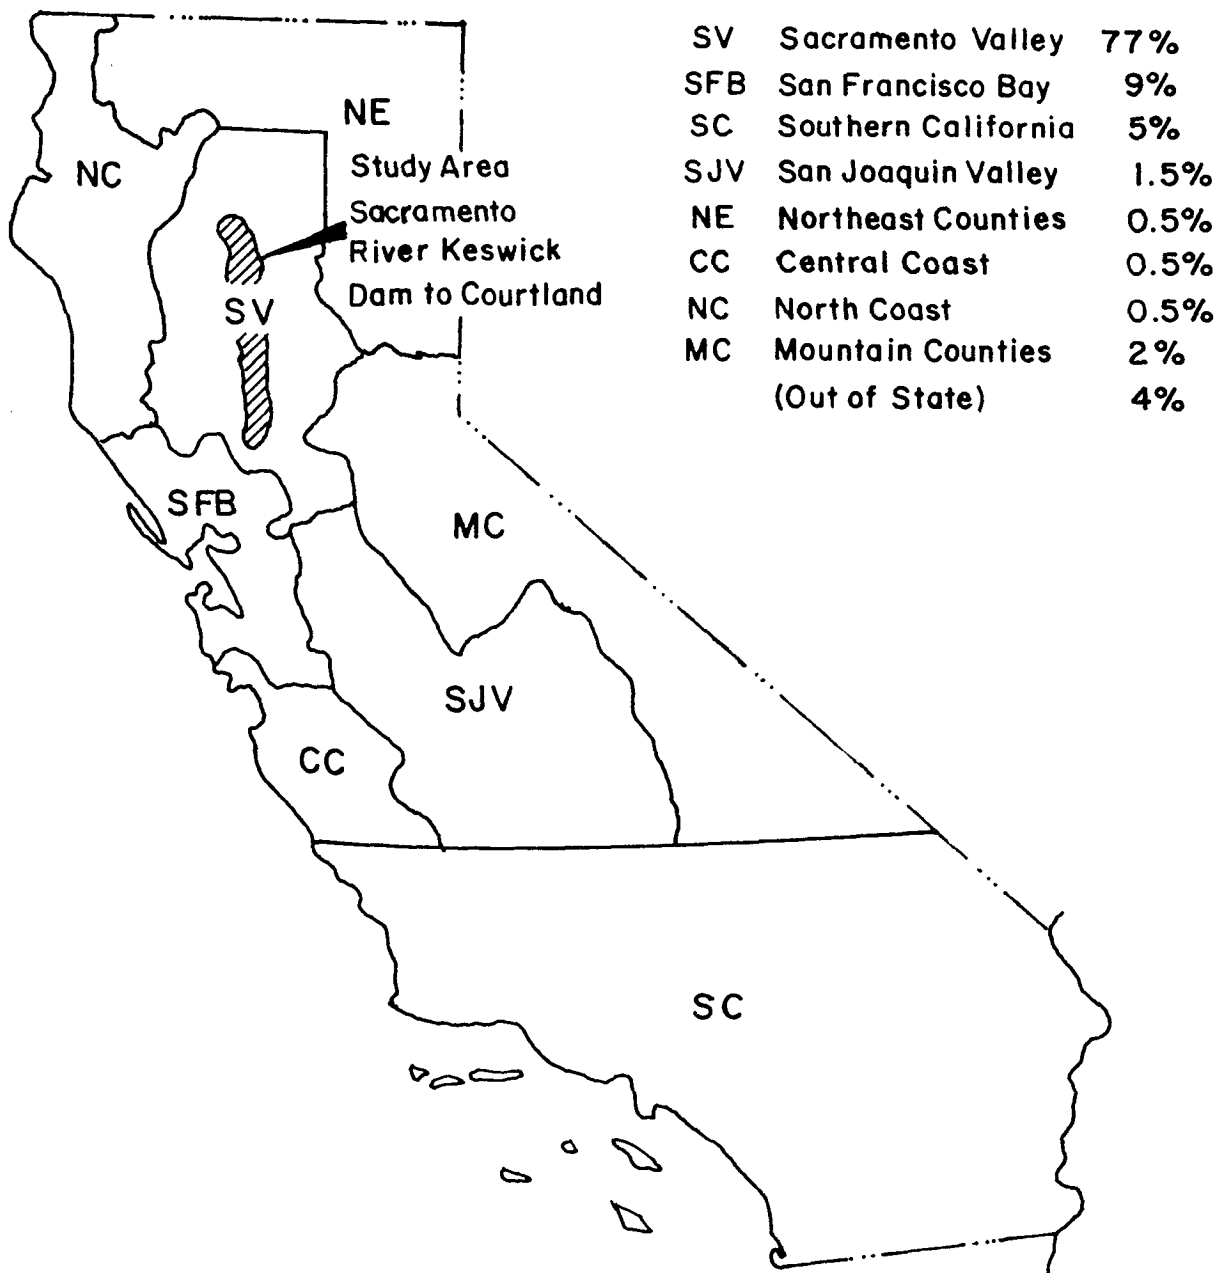 SV Sacramento Valley 77%
SFB San Francisco Bay 9%
SC Southern California 5%
SJV San Joaquin Valley 1.5%
NE Northeast Counties 0.5%
CC Central Coast 0.5%
NC North Coast 0.5%
MC Mountain Counties 2%
(Out of State) 4%
NE
NC
Study Area
Sacramento
River Keswick
Dam to Courtland
SV
SFB
MC
SJV
CC
SC